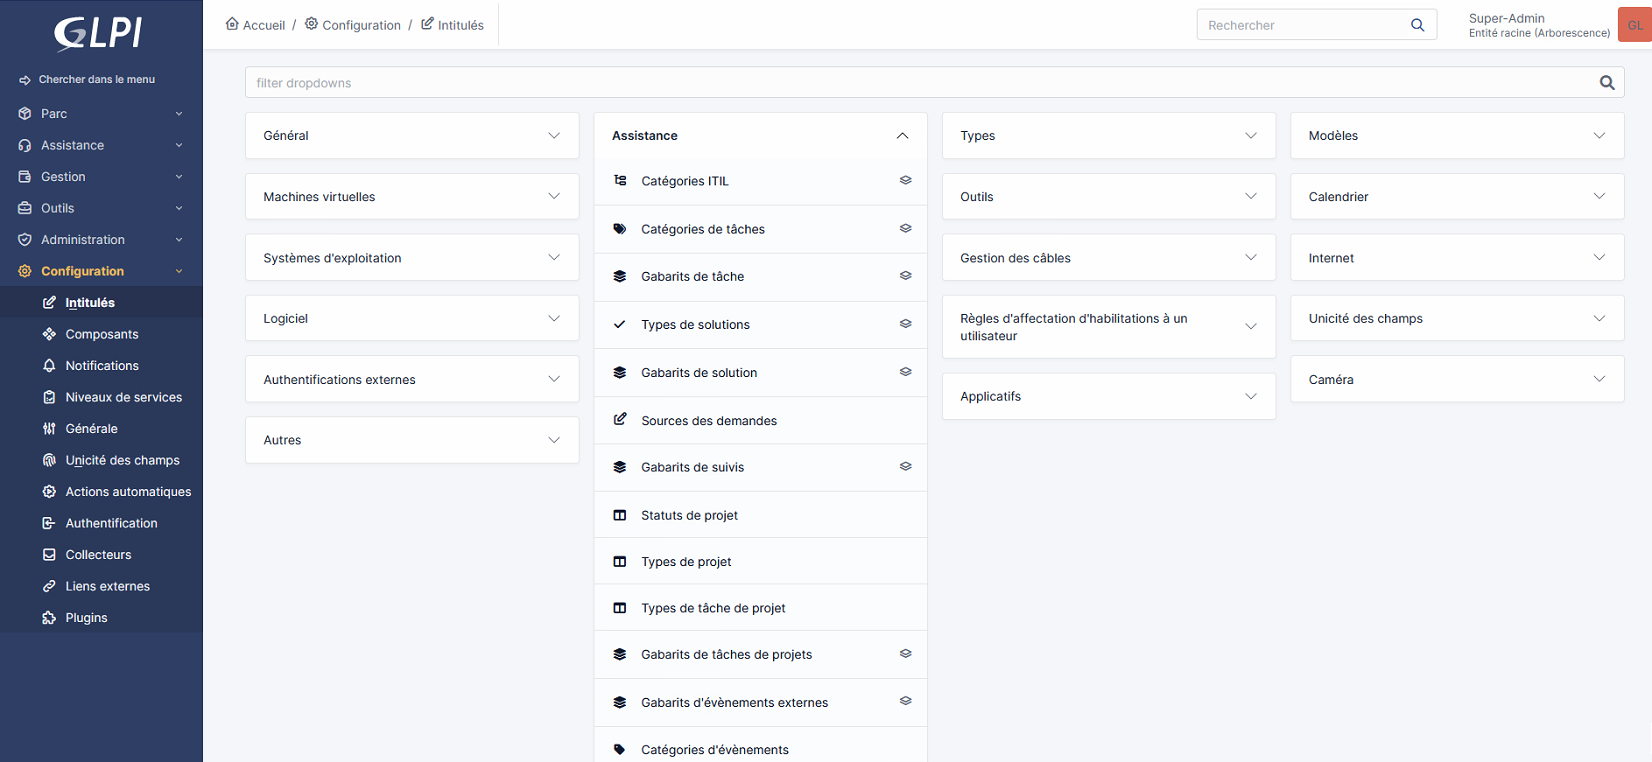 GLPI
Chercher dans le menu
Parc
Assistance
Gestion
Outils
Administration
Configuration
Intitulés
Composants
Notifications
Niveaux de services
Générale
Unicité des champs
Actions automatiques
Authentification
Collecteurs
Liens externes
Plugins
Accueil / Configuration / Intitulés
Rechercher
Super-Admin
Entité racine (Arborescence)
GL
filter dropdowns
Général
Machines virtuelles
Systèmes d'exploitation
Logiciel
Authentifications externes
Autres
Assistance
Catégories ITIL
Catégories de tâches
Gabarits de tâche
Types de solutions
Gabarits de solution
Sources des demandes
Gabarits de suivis
Statuts de projet
Types de projet
Types de tâche de projet
Gabarits de tâches de projets
Gabarits d'évènements externes
Catégories d'évènements
Types
Outils
Gestion des câbles
Règles d'affectation d'habilitations à un
utilisateur
Applicatifs
Modèles
Calendrier
Internet
Unicité des champs
Caméra